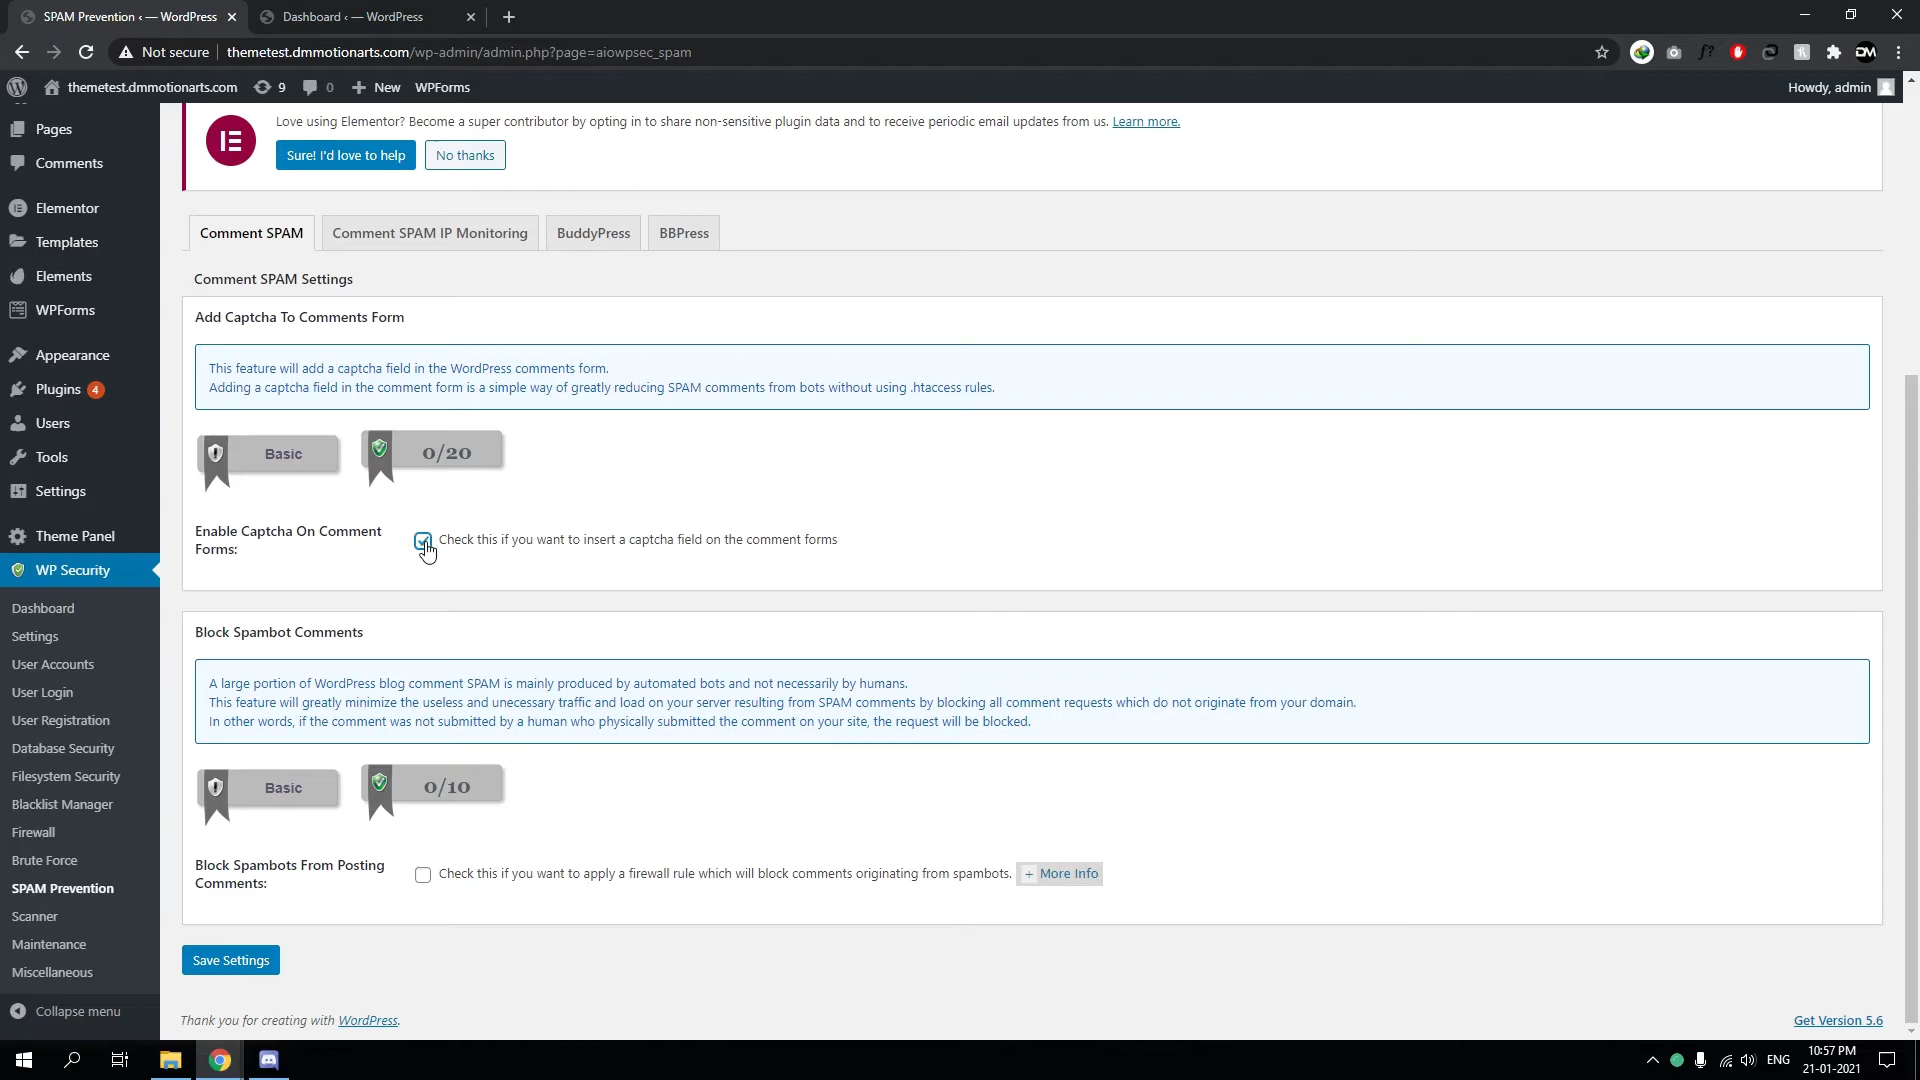 SPAM Prevention ‹ — WordPress
Dashboard ‹ — WordPress
Not secure
themetest.dmmotionarts.com/wp-admin/admin.php?page=aiowpsec_spam
f?
DM
themetest.dmmotionarts.com
9
0
New
WPForms
Howdy, admin
Pages
Comments
Elementor
Templates
Elements
WPForms
Appearance
Plugins 4
Users
Tools
Settings
Theme Panel
WP Security
Dashboard
Settings
User Accounts
User Login
User Registration
Database Security
Filesystem Security
Blacklist Manager
Firewall
Brute Force
SPAM Prevention
Scanner
Maintenance
Miscellaneous
Collapse menu
Love using Elementor? Become a super contributor by opting in to share non-sensitive plugin data and to receive periodic email updates from us. Learn more.
Sure! I'd love to help
No thanks
Comment SPAM
Comment SPAM IP Monitoring
BuddyPress
BBPress
Comment SPAM Settings
Add Captcha To Comments Form
This feature will add a captcha field in the WordPress comments form.
Adding a captcha field in the comment form is a simple way of greatly reducing SPAM comments from bots without using .htaccess rules.
Basic
0/20
Enable Captcha On Comment
Forms:
Check this if you want to insert a captcha field on the comment forms
Block Spambot Comments
A large portion of WordPress blog comment SPAM is mainly produced by automated bots and not necessarily by humans.
This feature will greatly minimize the useless and unecessary traffic and load on your server resulting from SPAM comments by blocking all comment requests which do not originate from your domain.
In other words, if the comment was not submitted by a human who physically submitted the comment on your site, the request will be blocked.
Basic
0/10
Block Spambots From Posting
Comments:
Check this if you want to apply a firewall rule which will block comments originating from spambots.
+ More Info
Save Settings
Thank you for creating with WordPress.
Get Version 5.6
ENG
10:57 PM
21-01-2021